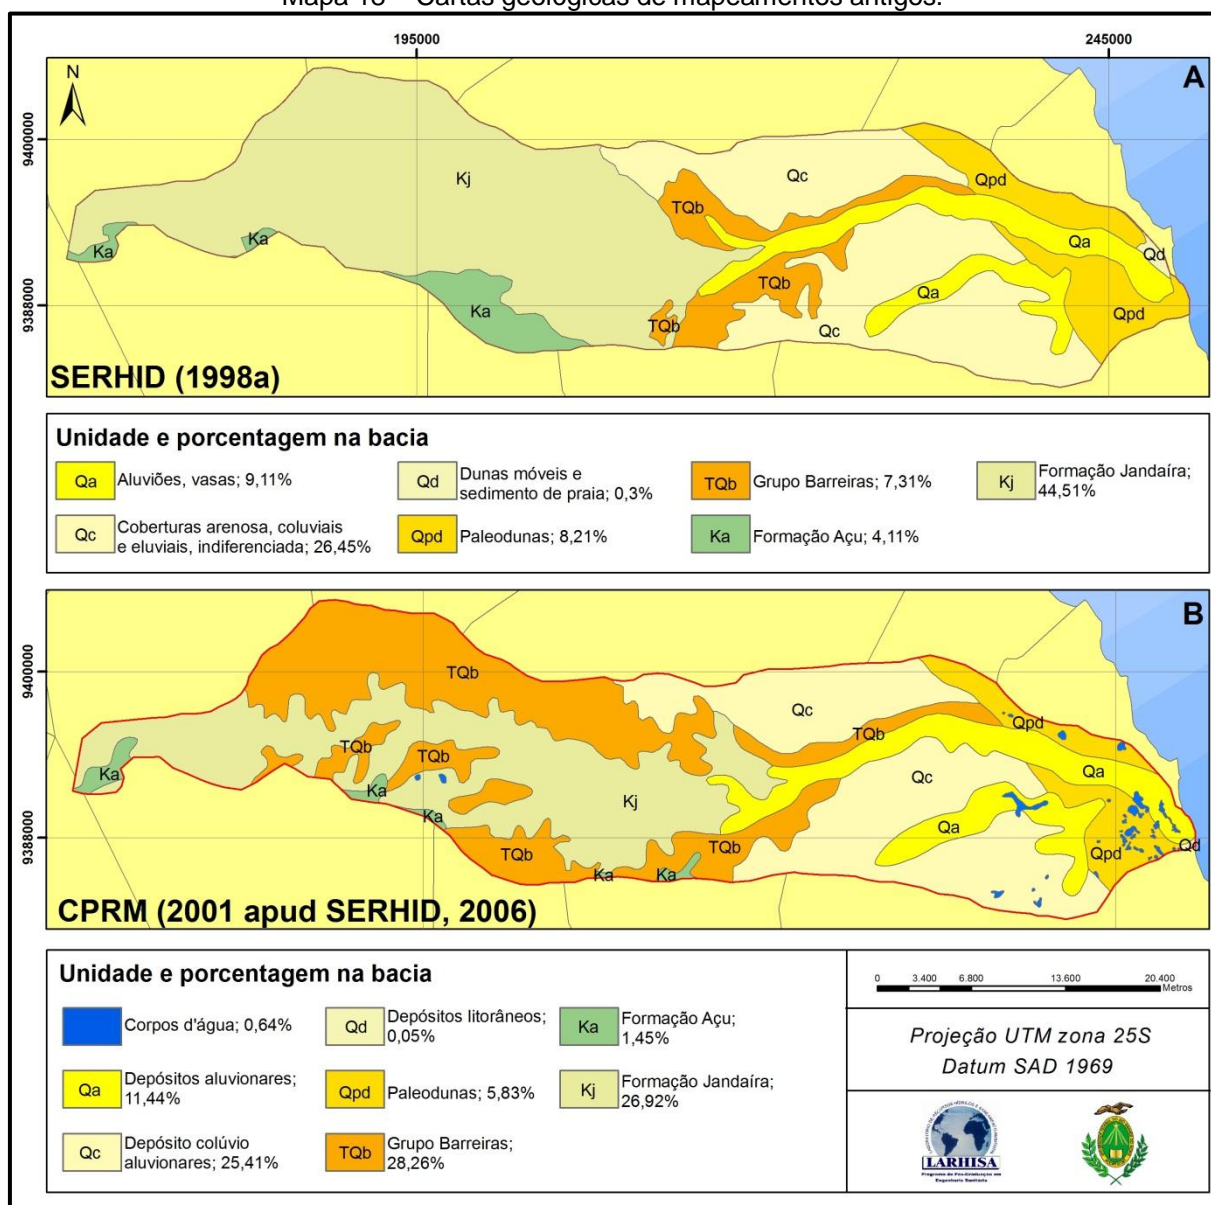 Mapa 18 – Cartas geológicas de mapeamentos antigos.
195000
245000
N
A
9400000
9388000
Kj
Qc
Qpd
TQb
Ka
Ka
Qa
Qd
Ka
TQb
Qa
Qpd
TQb
Qc
SERHID (1998a)
Unidade e porcentagem na bacia
Qa Aluviões, vasas; 9,11%
Qd Dunas móveis e
sedimento de praia; 0,3%
TQb Grupo Barreiras; 7,31%
Kj Formação Jandaíra;
44,51%
Qc Coberturas arenosa, coluviais
e eluviais, indiferenciada; 26,45%
Qpd Paleodunas; 8,21%
Ka Formação Açu; 4,11%
B
9400000
9388000
TQb
Qc
Qpd
TQb
TQb
TQb
Qa
Ka
Qc
Ka
Kj
Ka
Qa
TQb
TQb
Qpd
Qd
Ka
Ka
CPRM (2001 apud SERHID, 2006)
Unidade e porcentagem na bacia
Corpos d'água; 0,64%
Qd Depósitos litorâneos;
0,05%
Ka Formação Açu;
1,45%
Qa Depósitos aluvionares;
11,44%
Qpd Paleodunas; 5,83%
Kj Formação Jandaíra;
26,92%
Qc Depósito colúvio
aluvionares; 25,41%
TQb Grupo Barreiras;
28,26%
0 3.400 6.800 13.600 20.400
Metros
Projeção UTM zona 25S
Datum SAD 1969
LARHISA
Programa de Pós-Graduação em
Engenharia Sanitária